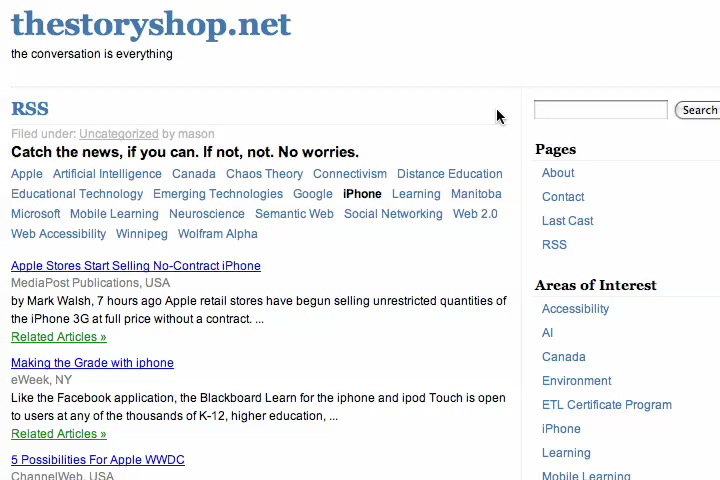 thestoryshop.net
the conversation is everything
RSS
Filed under: Uncategorized by mason
Catch the news, if you can. If not, not. No worries.
Apple Artificial Intelligence Canada Chaos Theory Connectivism Distance Education
Educational Technology Emerging Technologies Google iPhone Learning Manitoba
Microsoft Mobile Learning Neuroscience Semantic Web Social Networking Web 2.0
Web Accessibility Winnipeg Wolfram Alpha
Apple Stores Start Selling No-Contract iPhone
MediaPost Publications, USA
by Mark Walsh, 7 hours ago Apple retail stores have begun selling unrestricted quantities of
the iPhone 3G at full price without a contract. ...
Related Articles »
Making the Grade with iphone
eWeek, NY
Like the Facebook application, the Blackboard Learn for the iphone and ipod Touch is open
to users at any of the thousands of K-12, higher education, ...
Related Articles »
5 Possibilities For Apple WWDC
ChannelWeb, USA
Search
Pages
About
Contact
Last Cast
RSS
Areas of Interest
Accessibility
AI
Canada
Environment
ETL Certificate Program
iPhone
Learning
Mobile Learning